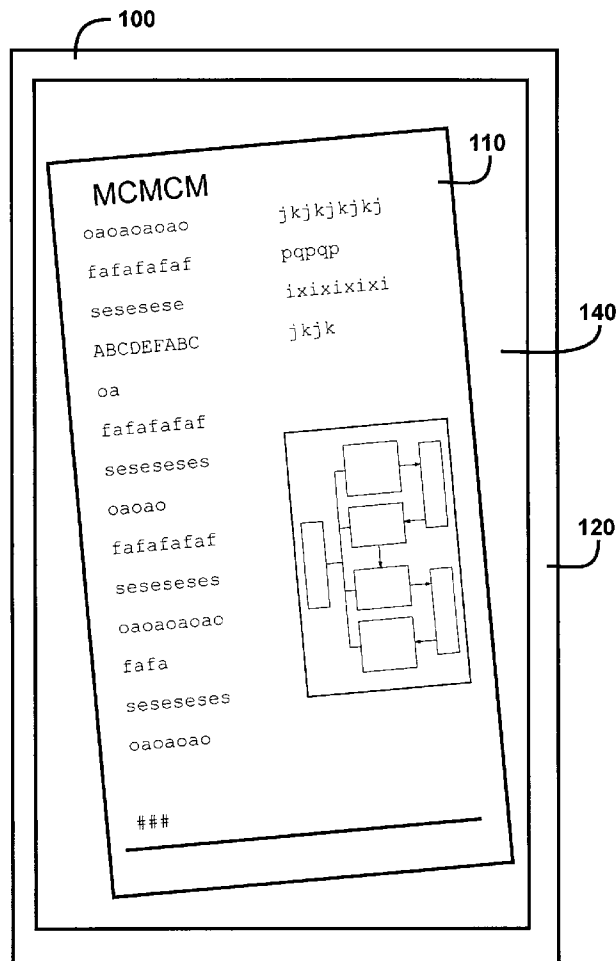 100
110
MCMCM
oaoaoaoao
fafafafaf
sesesese
ABCDEFABC
oa
fafafafaf
seseseses
oaoao
fafafafaf
seseseses
oaoaoaoao
fafa
seseseses
oaoaoao
###
jkjkjkjkj
pqpqp
ixixixixi
jkjk
140
120